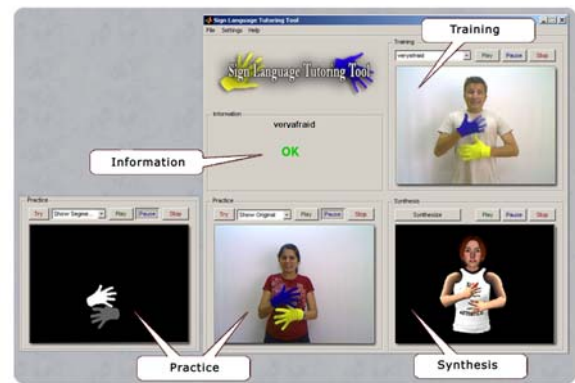 Sign Language Tutoring Tool
File Settings Help
Training
Training
veryafraid Play Pause Stop
Sign Language Tutoring Tool
Information
veryafraid
OK
Information
Practice
Try Show Segme... Play Pause Stop
Practice
Try Show Original Play Pause Stop
Synthesis
Synthesize Play Pause Stop
Practice
Synthesis